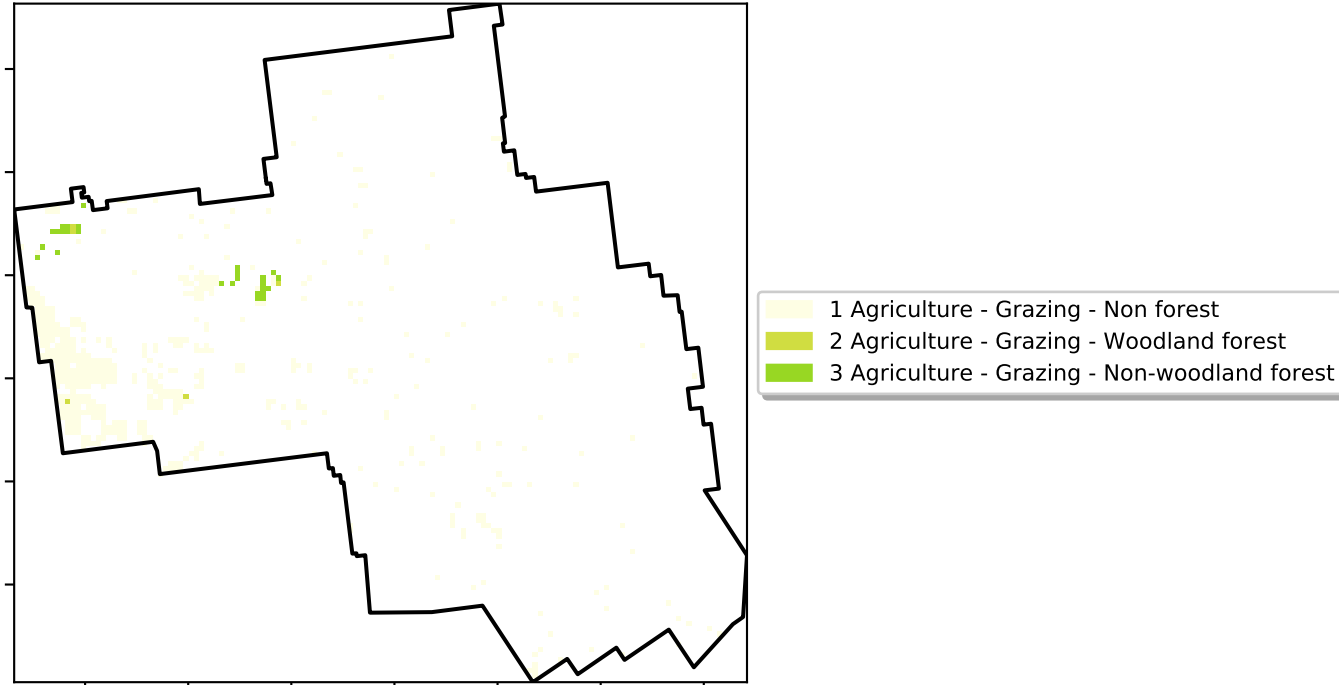 1 Agriculture - Grazing - Non forest
2 Agriculture - Grazing - Woodland forest
3 Agriculture - Grazing - Non-woodland forest